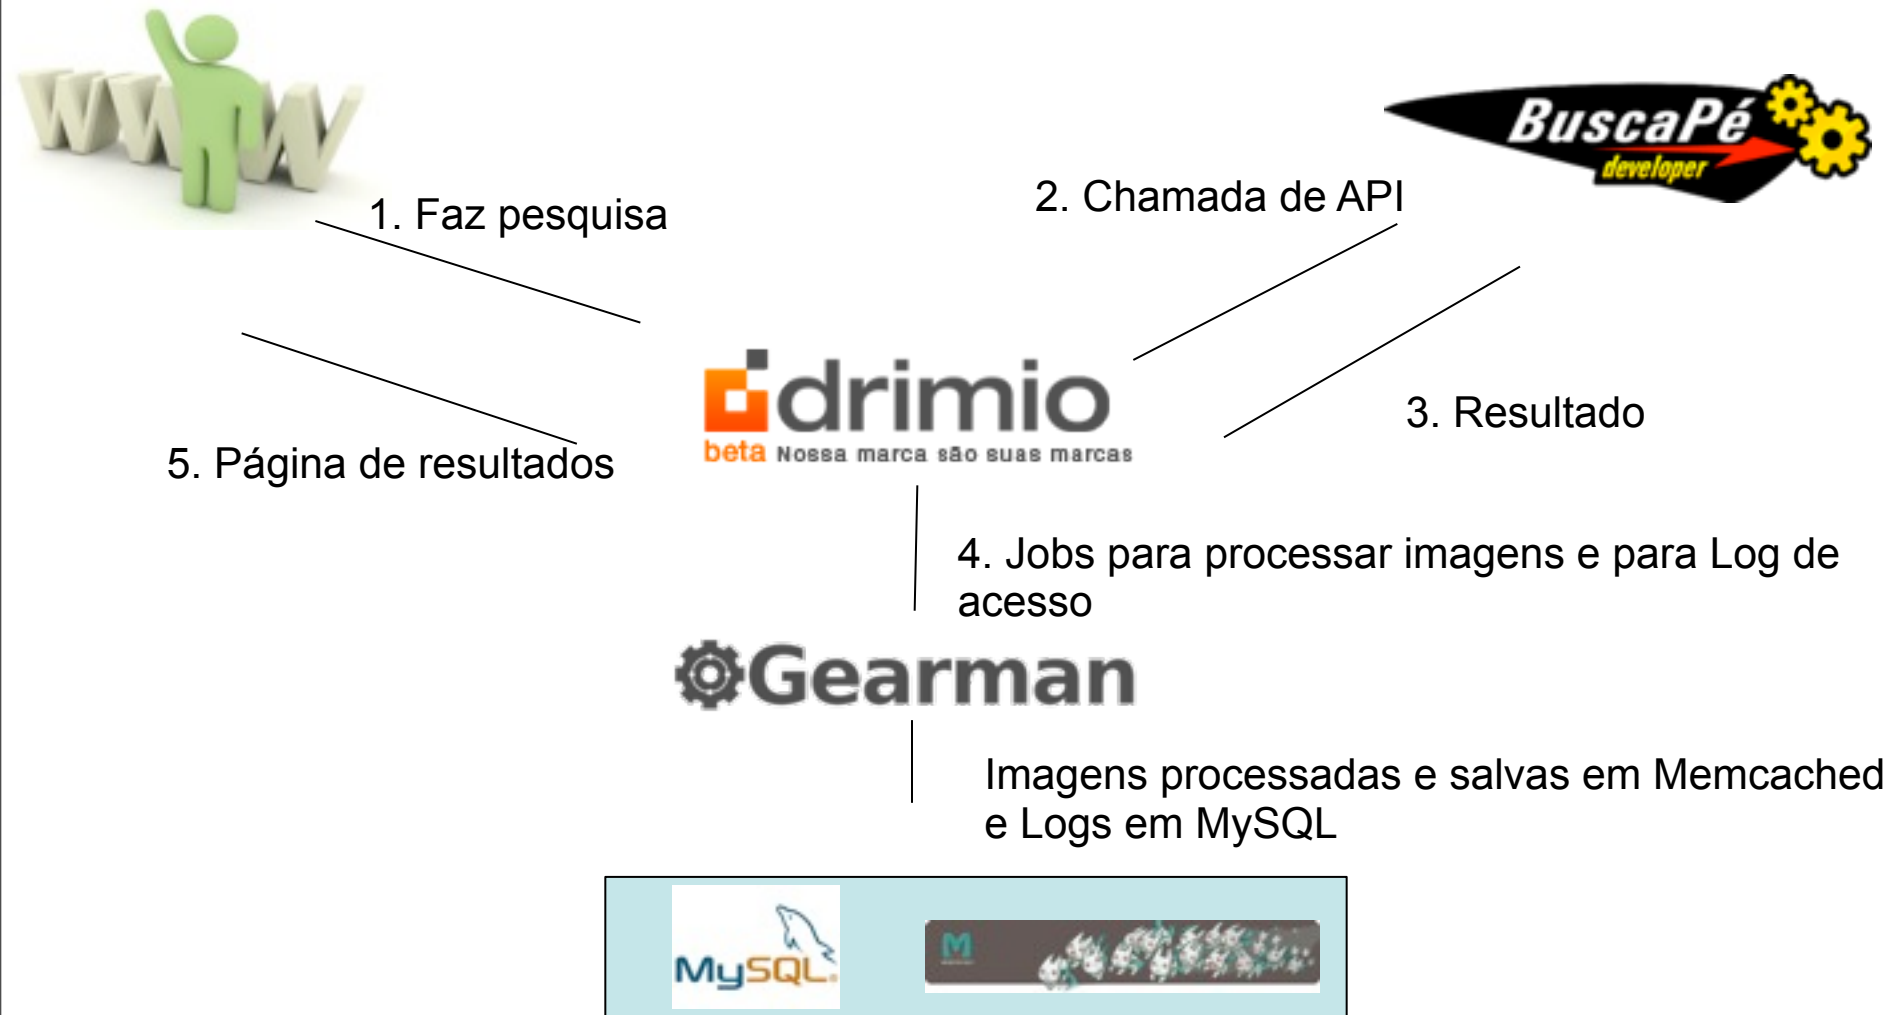 WWW
BuscaPé
developer
1. Faz pesquisa
2. Chamada de API
drimio
beta Nossa marca são suas marcas
3. Resultado
5. Página de resultados
4. Jobs para processar imagens e para Log de
acesso
Gearman
Imagens processadas e salvas em Memcached
e Logs em MySQL
MySQL
M